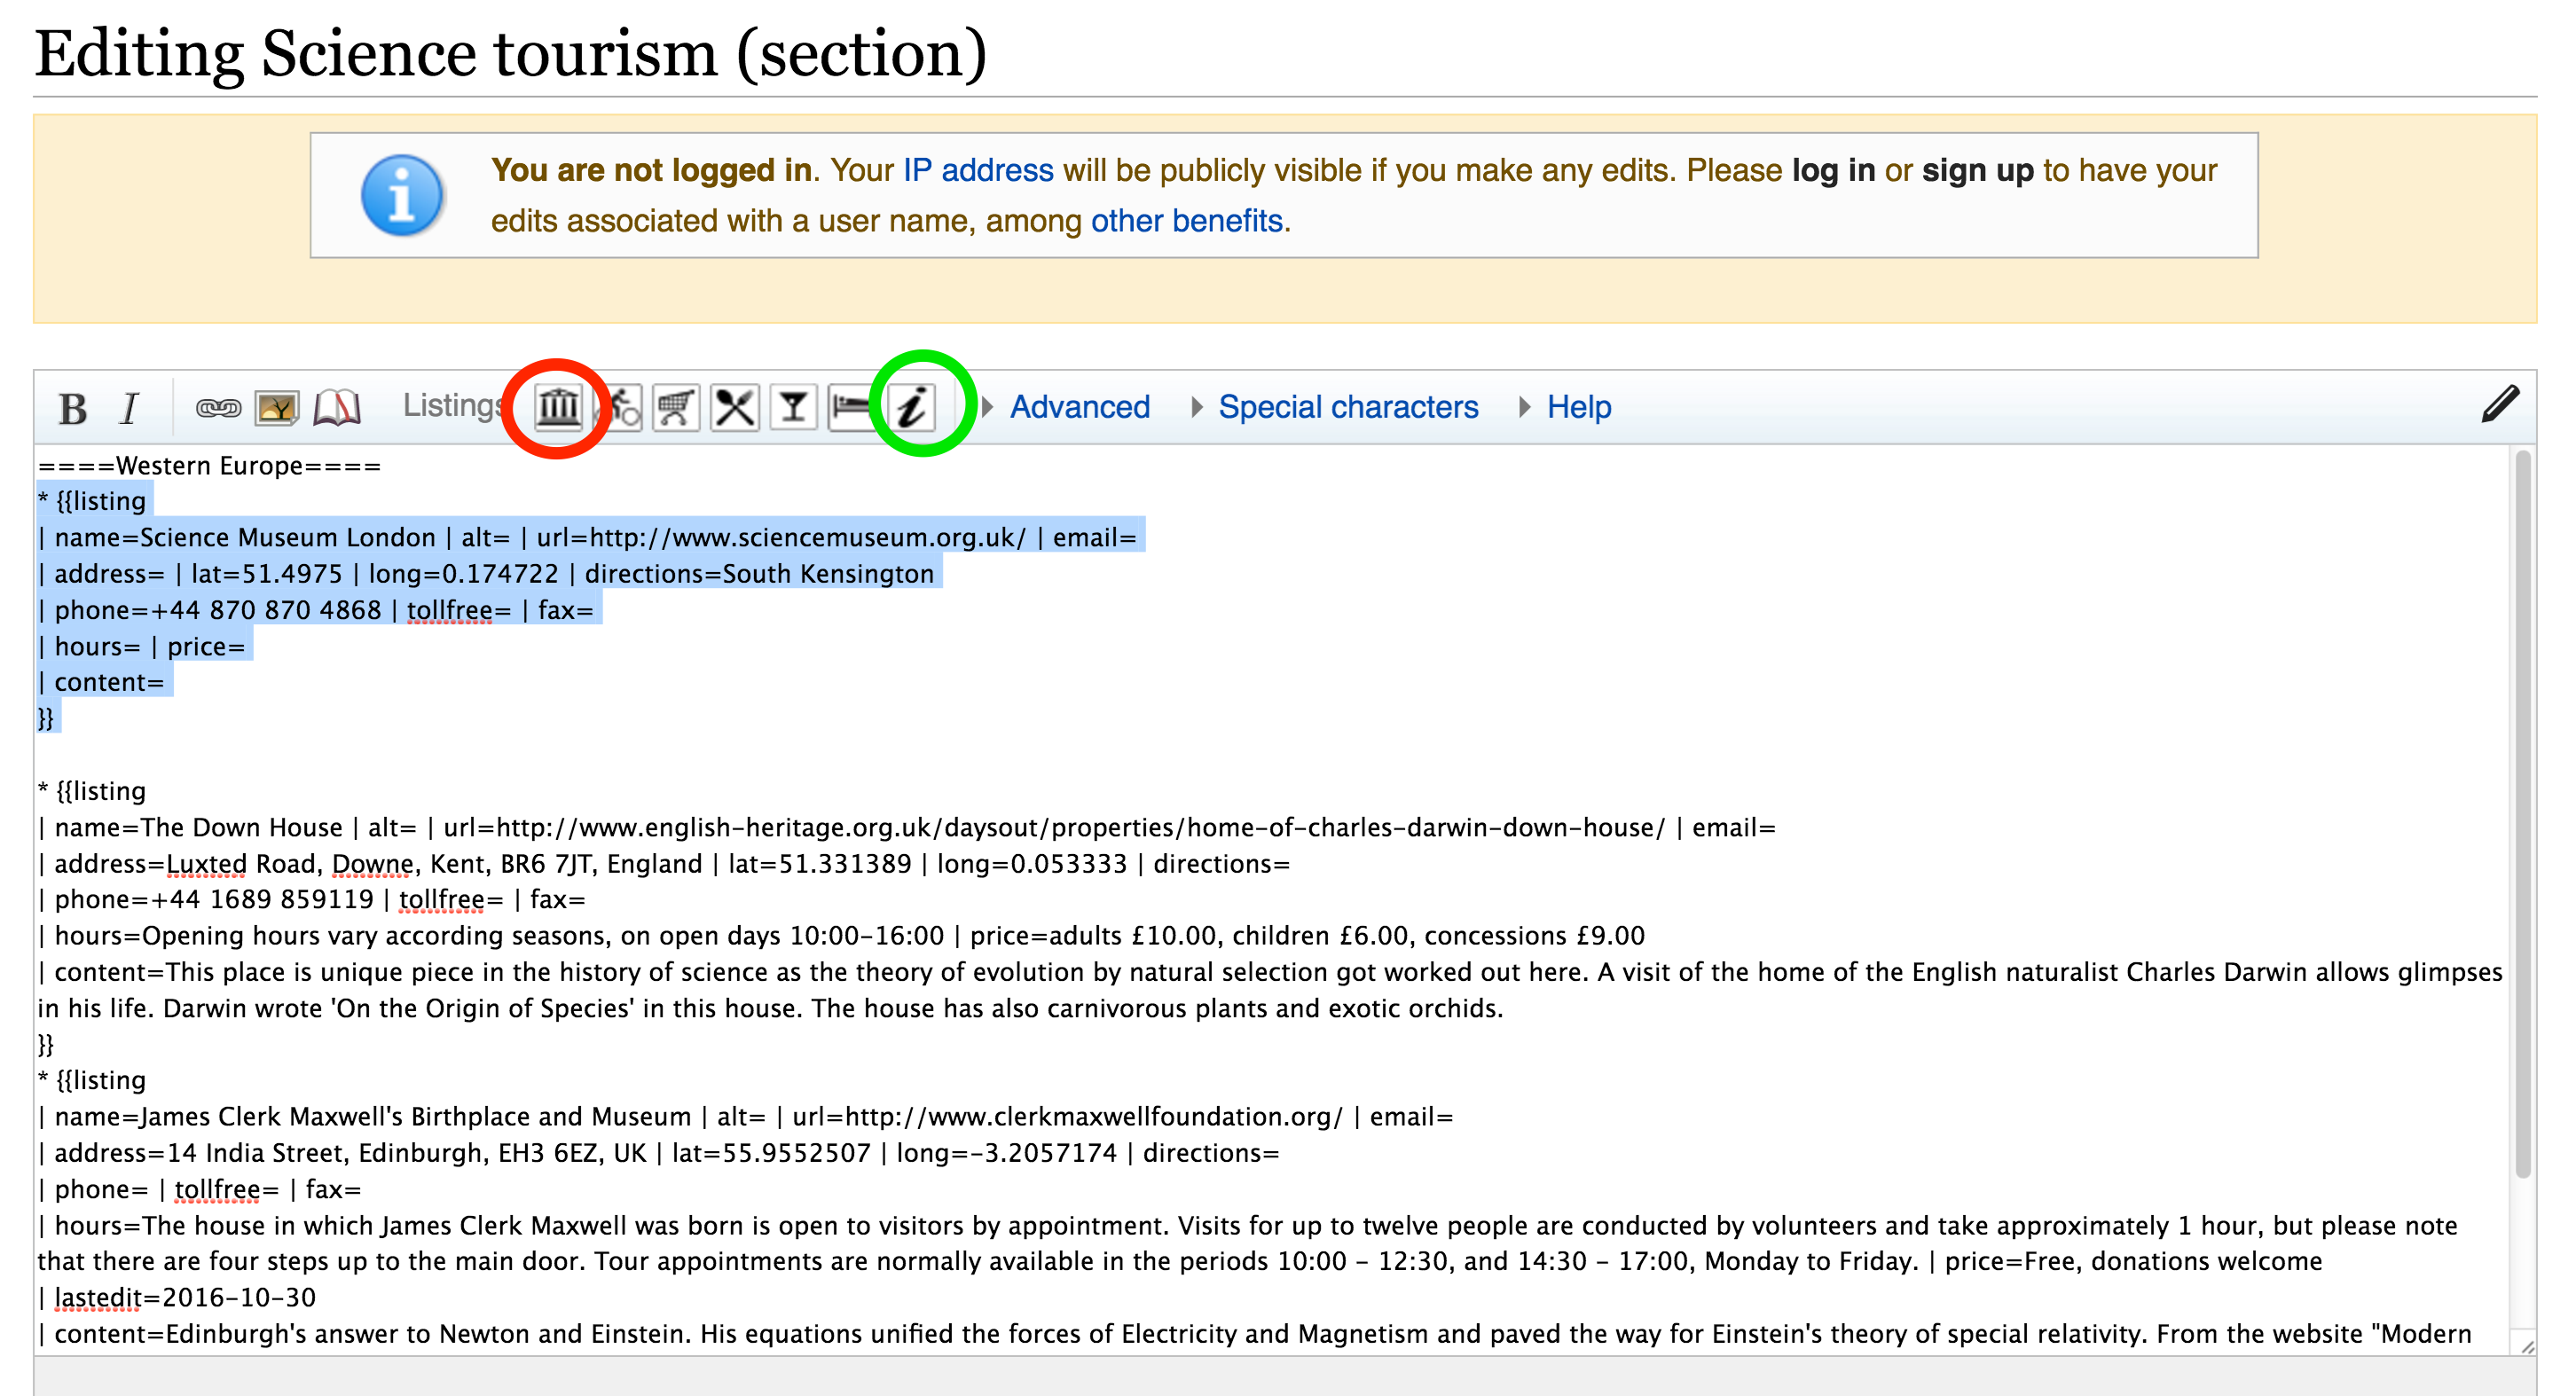 Editing Science tourism (section)
You are not logged in. Your IP address will be publicly visible if you make any edits. Please log in or sign up to have your
edits associated with a user name, among other benefits.
B I Listings Advanced Special characters Help
====Western Europe====
* {{listing
| name=Science Museum London | alt= | url=http://www.sciencemuseum.org.uk/ | email=
| address= | lat=51.4975 | long=0.174722 | directions=South Kensington
| phone=+44 870 870 4868 | tollfree= | fax=
| hours= | price=
| content=
}}
* {{listing
| name=The Down House | alt= | url=http://www.english-heritage.org.uk/daysout/properties/home-of-charles-darwin-down-house/ | email=
| address=Luxted Road, Downe, Kent, BR6 7JT, England | lat=51.331389 | long=0.053333 | directions=
| phone=+44 1689 859119 | tollfree= | fax=
| hours=Opening hours vary according seasons, on open days 10:00-16:00 | price=adults £10.00, children £6.00, concessions £9.00
| content=This place is unique piece in the history of science as the theory of evolution by natural selection got worked out here. A visit of the home of the English naturalist Charles Darwin allows glimpses
in his life. Darwin wrote 'On the Origin of Species' in this house. The house has also carnivorous plants and exotic orchids.
}}
* {{listing
| name=James Clerk Maxwell's Birthplace and Museum | alt= | url=http://www.clerkmaxwellfoundation.org/ | email=
| address=14 India Street, Edinburgh, EH3 6EZ, UK | lat=55.9552507 | long=-3.2057174 | directions=
| phone= | tollfree= | fax=
| hours=The house in which James Clerk Maxwell was born is open to visitors by appointment. Visits for up to twelve people are conducted by volunteers and take approximately 1 hour, but please note
that there are four steps up to the main door. Tour appointments are normally available in the periods 10:00 - 12:30, and 14:30 - 17:00, Monday to Friday. | price=Free, donations welcome
| lastedit=2016-10-30
| content=Edinburgh's answer to Newton and Einstein. His equations unified the forces of Electricity and Magnetism and paved the way for Einstein's theory of special relativity. From the website "Modern